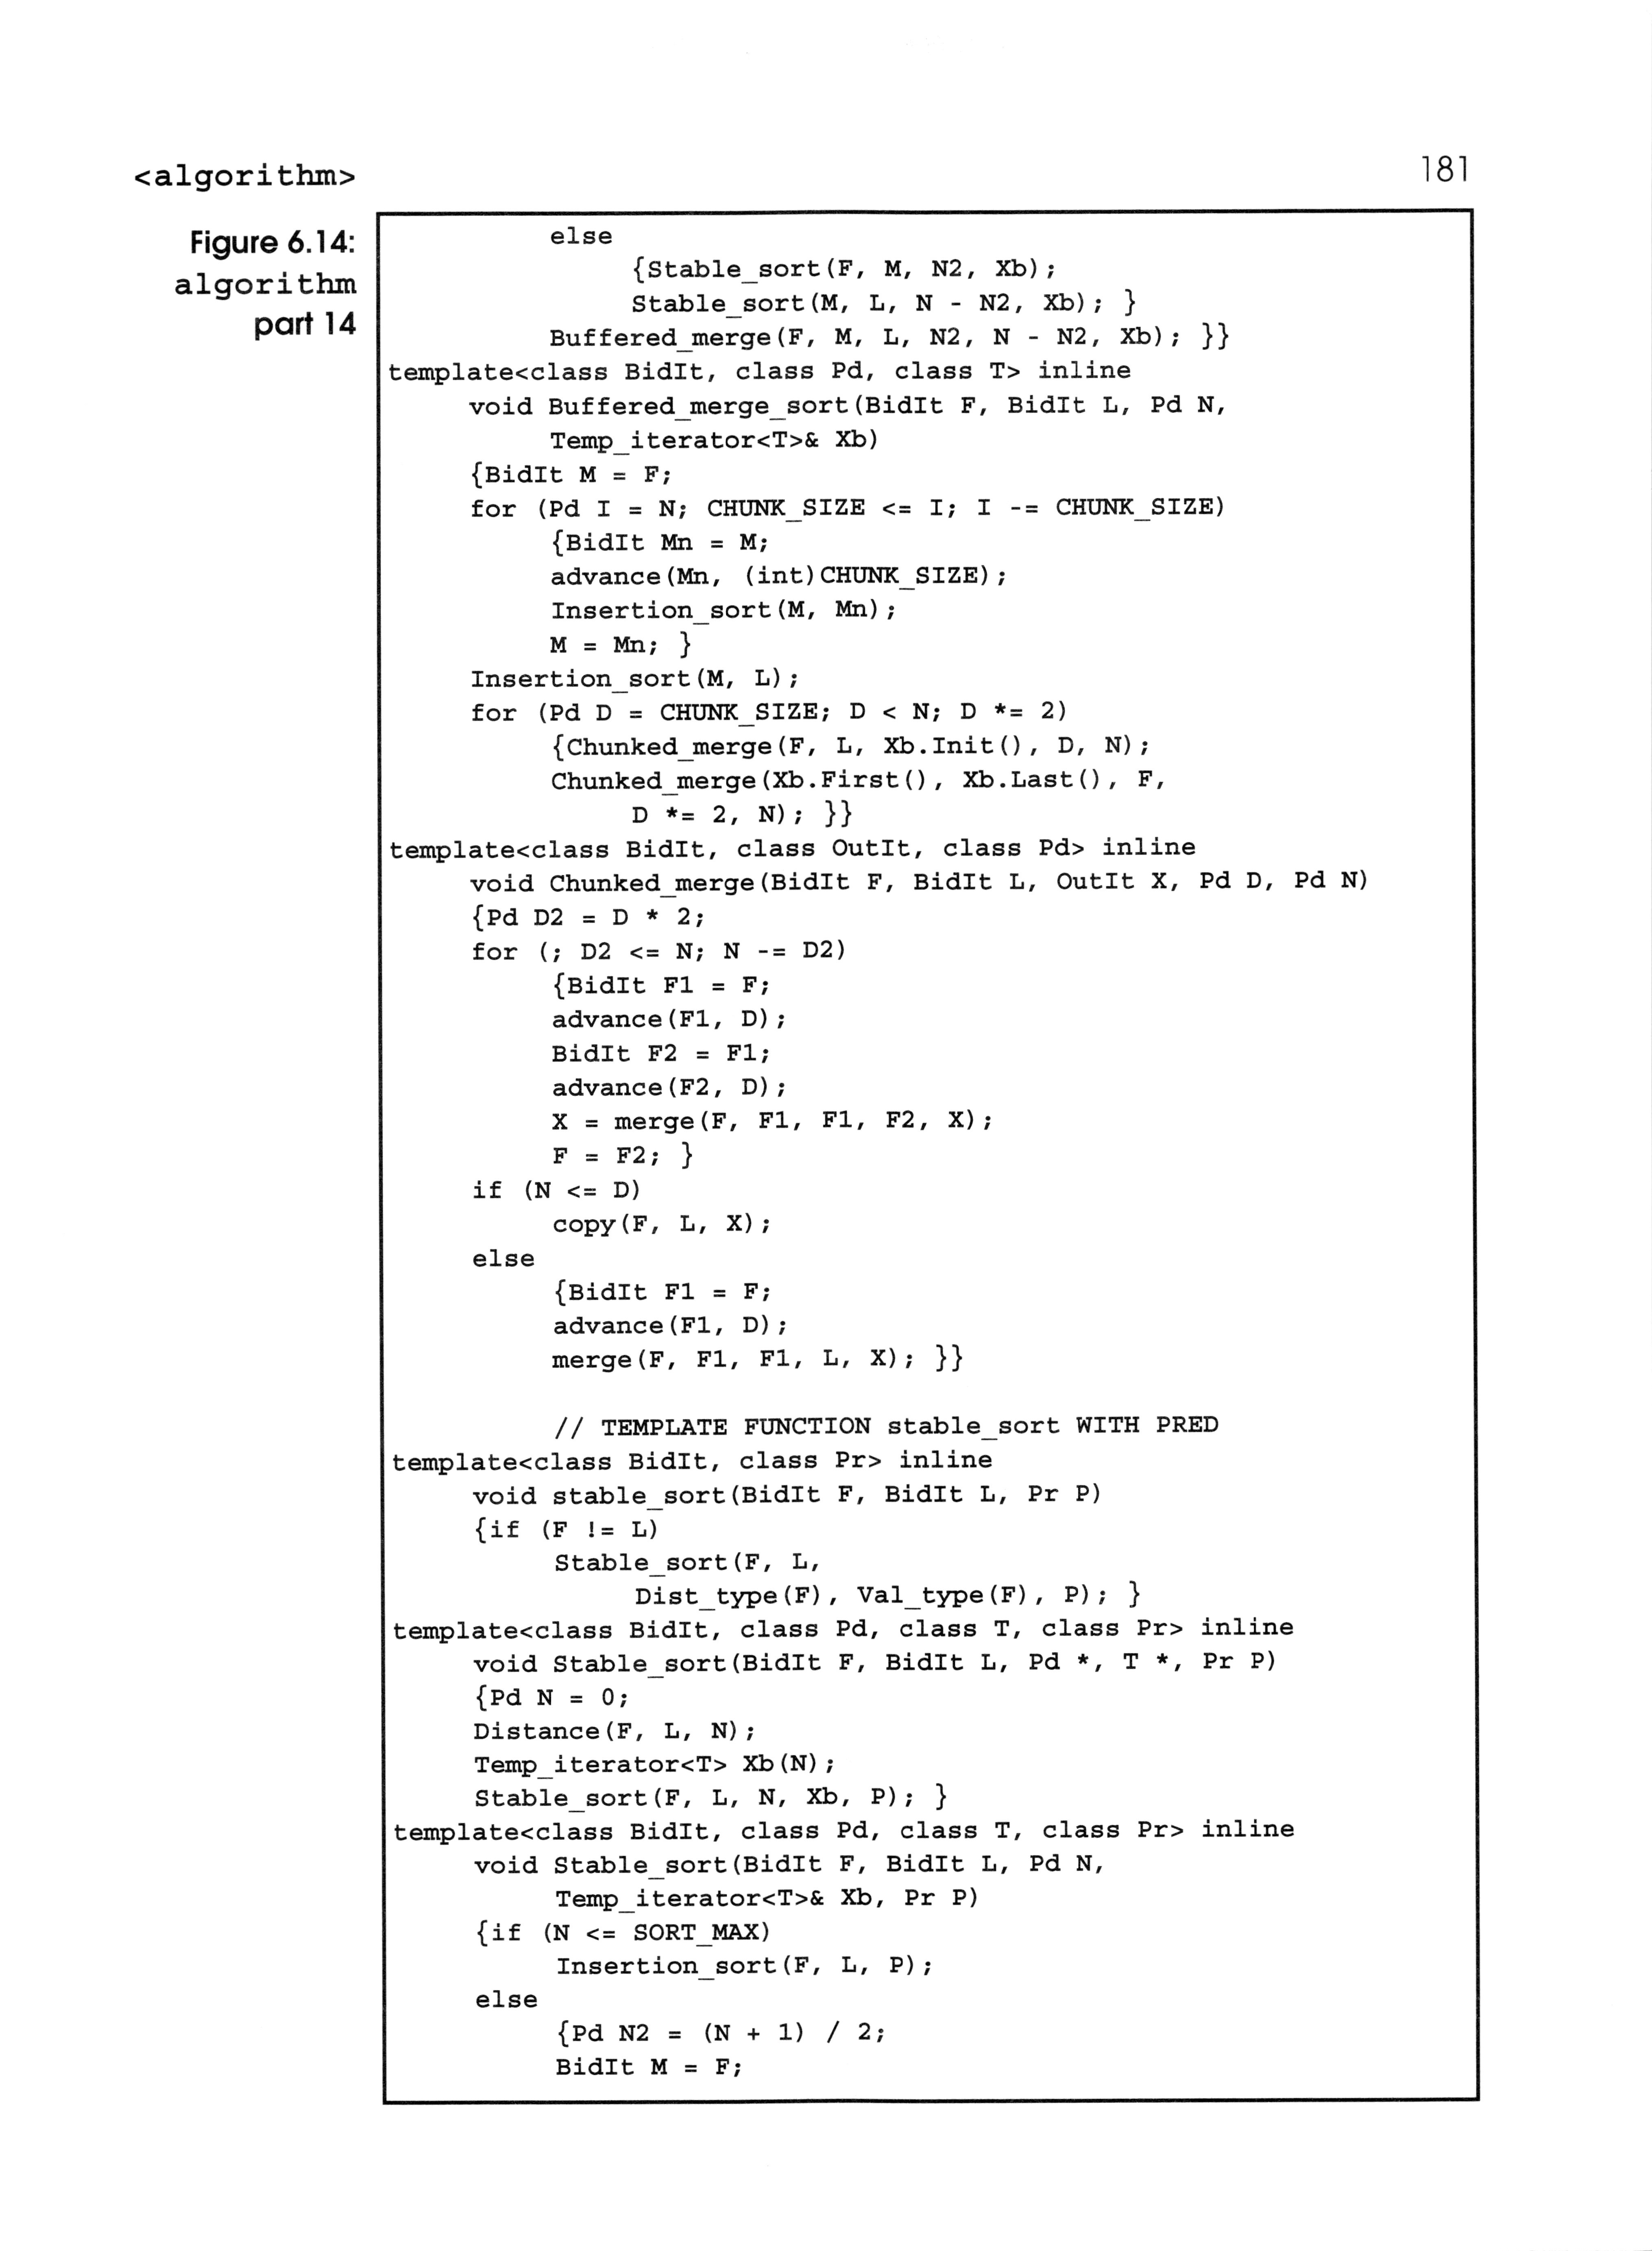 <algorithm>
181
Figure 6.14:
algorithm
part 14
else
{Stable_sort(F, M, N2, Xb);
Stable_sort(M, L, N - N2, Xb); }
Buffered_merge(F, M, L, N2, N - N2, Xb); }}
template<class BidIt, class Pd, class T> inline
void Buffered_merge_sort(BidIt F, BidIt L, Pd N,
Temp_iterator<T>& Xb)
{BidIt M = F;
for (Pd I = N; CHUNK_SIZE <= I; I -= CHUNK_SIZE)
{BidIt Mn = M;
advance(Mn, (int)CHUNK_SIZE);
Insertion_sort(M, Mn);
M = Mn; }
Insertion_sort(M, L);
for (Pd D = CHUNK_SIZE; D < N; D *= 2)
{Chunked_merge(F, L, Xb.Init(), D, N);
Chunked_merge(Xb.First(), Xb.Last(), F,
D *= 2, N); }}
template<class BidIt, class OutIt, class Pd> inline
void Chunked_merge(BidIt F, BidIt L, OutIt X, Pd D, Pd N)
{Pd D2 = D * 2;
for (; D2 <= N; N -= D2)
{BidIt F1 = F;
advance(F1, D);
BidIt F2 = F1;
advance(F2, D);
X = merge(F, F1, F1, F2, X);
F = F2; }
if (N <= D)
copy(F, L, X);
else
{BidIt F1 = F;
advance(F1, D);
merge(F, F1, F1, L, X); }}
// TEMPLATE FUNCTION stable_sort WITH PRED
template<class BidIt, class Pr> inline
void stable_sort(BidIt F, BidIt L, Pr P)
{if (F != L)
Stable_sort(F, L,
Dist_type(F), Val_type(F), P); }
template<class BidIt, class Pd, class T, class Pr> inline
void Stable_sort(BidIt F, BidIt L, Pd *, T *, Pr P)
{Pd N = 0;
Distance(F, L, N);
Temp_iterator<T> Xb(N);
Stable_sort(F, L, N, Xb, P); }
template<class BidIt, class Pd, class T, class Pr> inline
void Stable_sort(BidIt F, BidIt L, Pd N,
Temp_iterator<T>& Xb, Pr P)
{if (N <= SORT_MAX)
Insertion_sort(F, L, P);
else
{Pd N2 = (N + 1) / 2;
BidIt M = F;